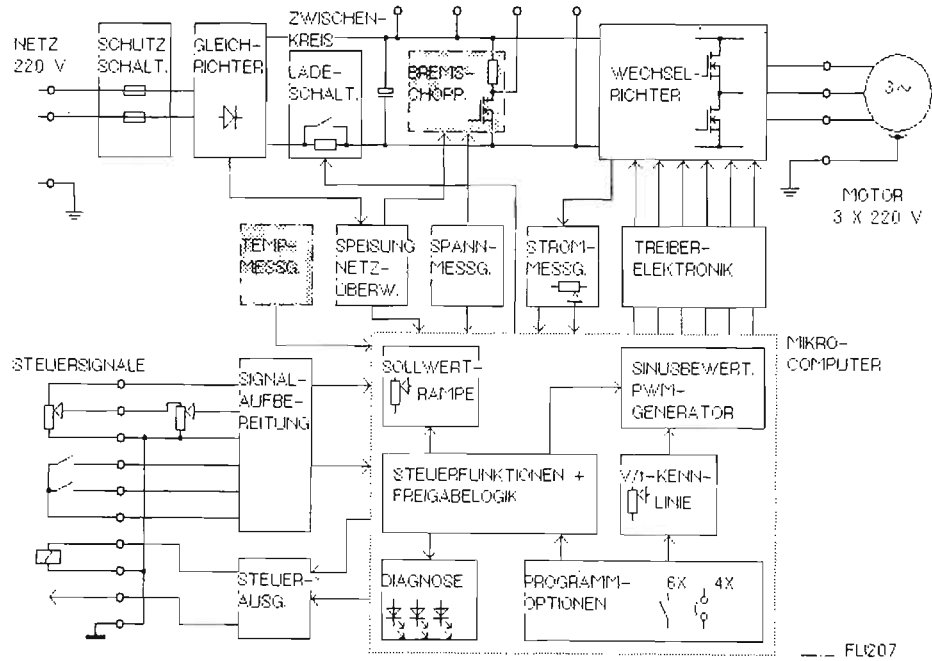 NETZ
220 V
SCHUTZ
SCHALT.
GLEICH-
RICHTER
ZWISCHEN-
KREIS
LADE-
SCHALT.
BREMS-
CHOPP.
WECHSEL
RICHTER
3~
MOTOR
3 X 220 V
TEMP-
MESSG.
SPEISUNG
NETZ-
ÜBERW.
SPANN-
MESSG.
STROM-
MESSG.
TREIBER-
ELEKTRONIK
MIKRO-
COMPUTER
STEUERSIGNALE
SIGNAL-
AUFBE-
REITUNG
SOLLWERT-
RAMPE
SINUSBEWERT.
PWM-
GENERATOR
STEUERFUNKTIONEN +
FREIGABELOGIK
V/f-KENN-
LINIE
STEUER-
AUSG.
DIAGNOSE
PROGRAMM-
OPTIONEN
6X
4X
FU207